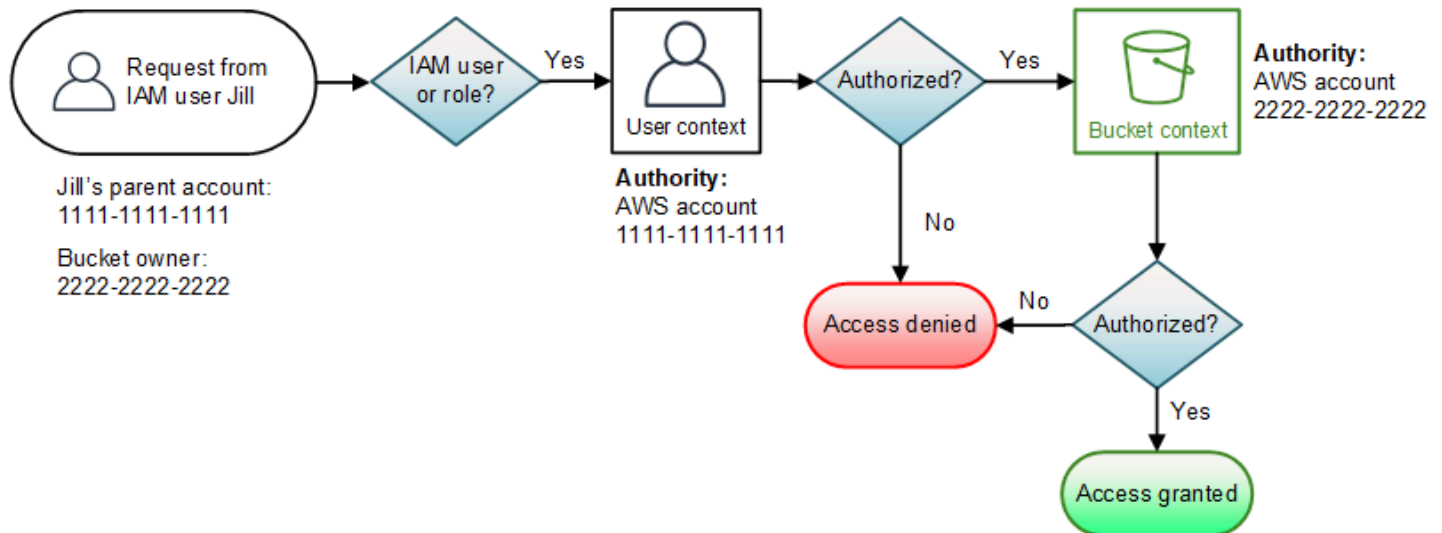 Request from
IAM user Jill
IAM user
or role?
Yes
User context
Authorized?
Yes
Bucket context
Authority:
AWS account
2222-2222-2222
Jill's parent account:
1111-1111-1111
Bucket owner:
2222-2222-2222
Authority:
AWS account
1111-1111-1111
No
Access denied
No
Authorized?
Yes
Access granted